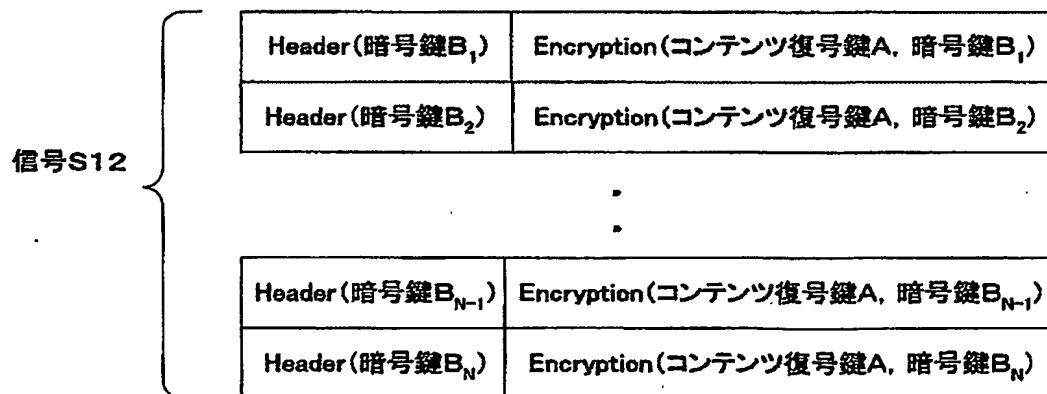 Header(暗号鍵B₁) Encryption(コンテンツ復号鍵A, 暗号鍵B₁)
Header(暗号鍵B₂) Encryption(コンテンツ復号鍵A, 暗号鍵B₂)
信号S12
Header(暗号鍵B_{N-1}) Encryption(コンテンツ復号鍵A, 暗号鍵B_{N-1})
Header(暗号鍵B_N) Encryption(コンテンツ復号鍵A, 暗号鍵B_N)